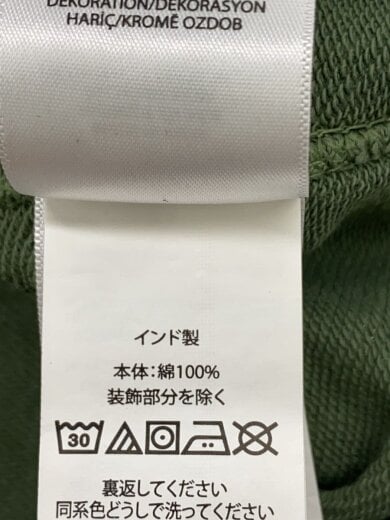 DEKORATION/DEKORASYON
HARİÇ/KROMĚ OZDOB
インド製
本体：綿100%
装飾部分を除く
30
裏返してください
同系色どうしで洗ってください